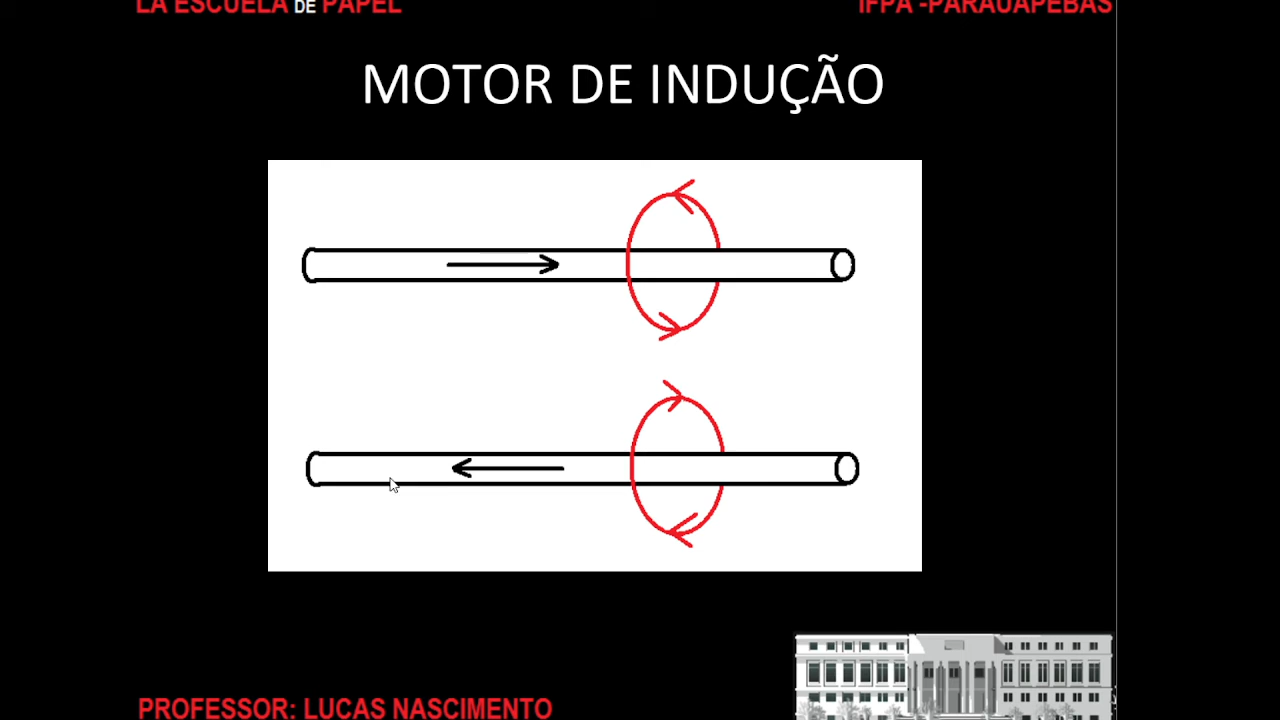 LA ESCUELA DE PAPEL
IFPA -PARAUAPEBAS
MOTOR DE INDUÇÃO
PROFESSOR: LUCAS NASCIMENTO